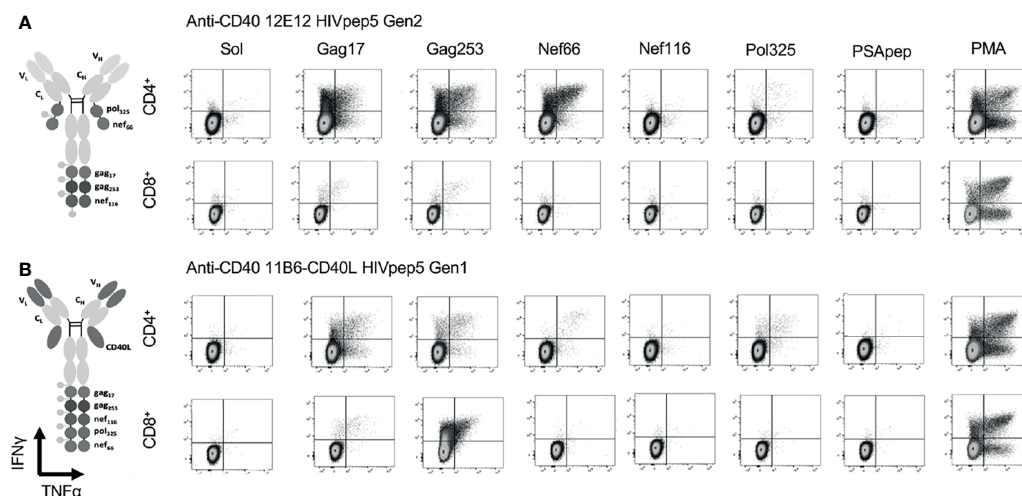 A
Anti-CD40 12E12 HIVpep5 Gen2
Sol Gag17 Gag253 Nef66 Nef116 Pol325 PSApep PMA
CD4+
CD8+
VL
VH
CL
CH
pol325
nef66
gag17
gag253
nef116
B
Anti-CD40 11B6-CD40L HIVpep5 Gen1
CD4+
CD8+
VL
VH
CL
CH
CD40L
gag17
gag253
nef116
pol325
nef66
IFNγ
TNFα